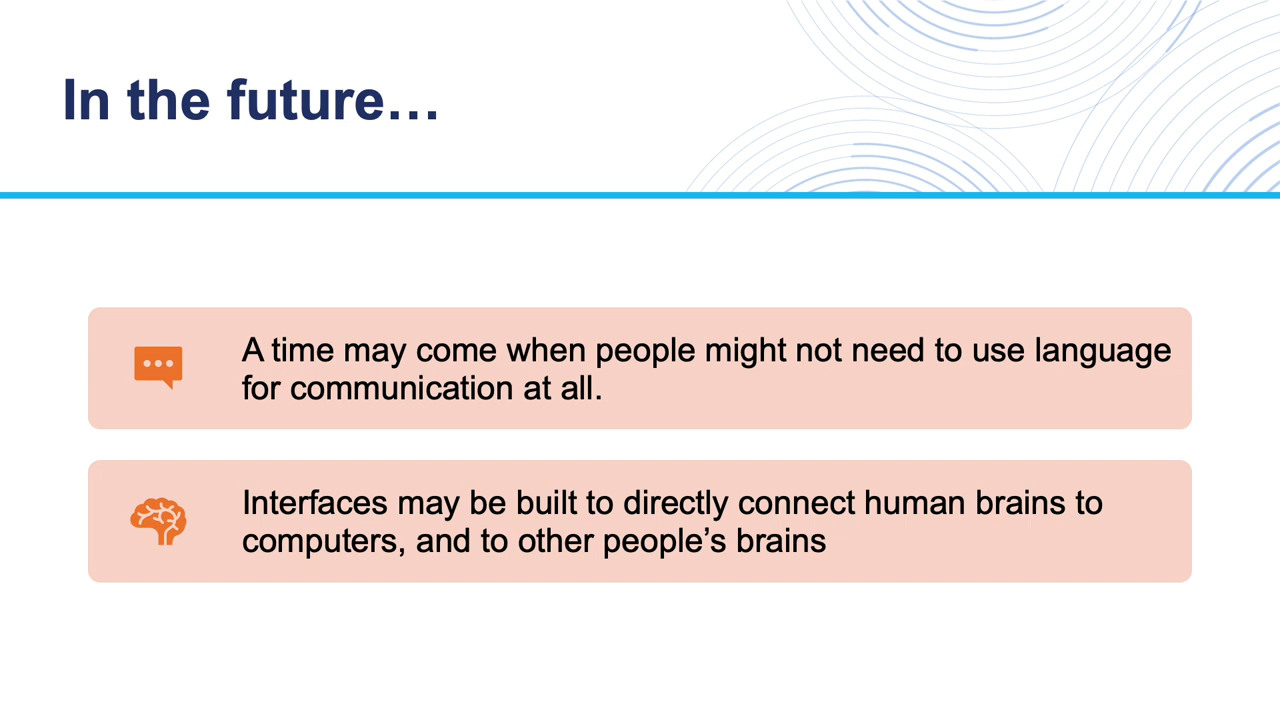 In the future…
A time may come when people might not need to use language
for communication at all.
Interfaces may be built to directly connect human brains to
computers, and to other people’s brains